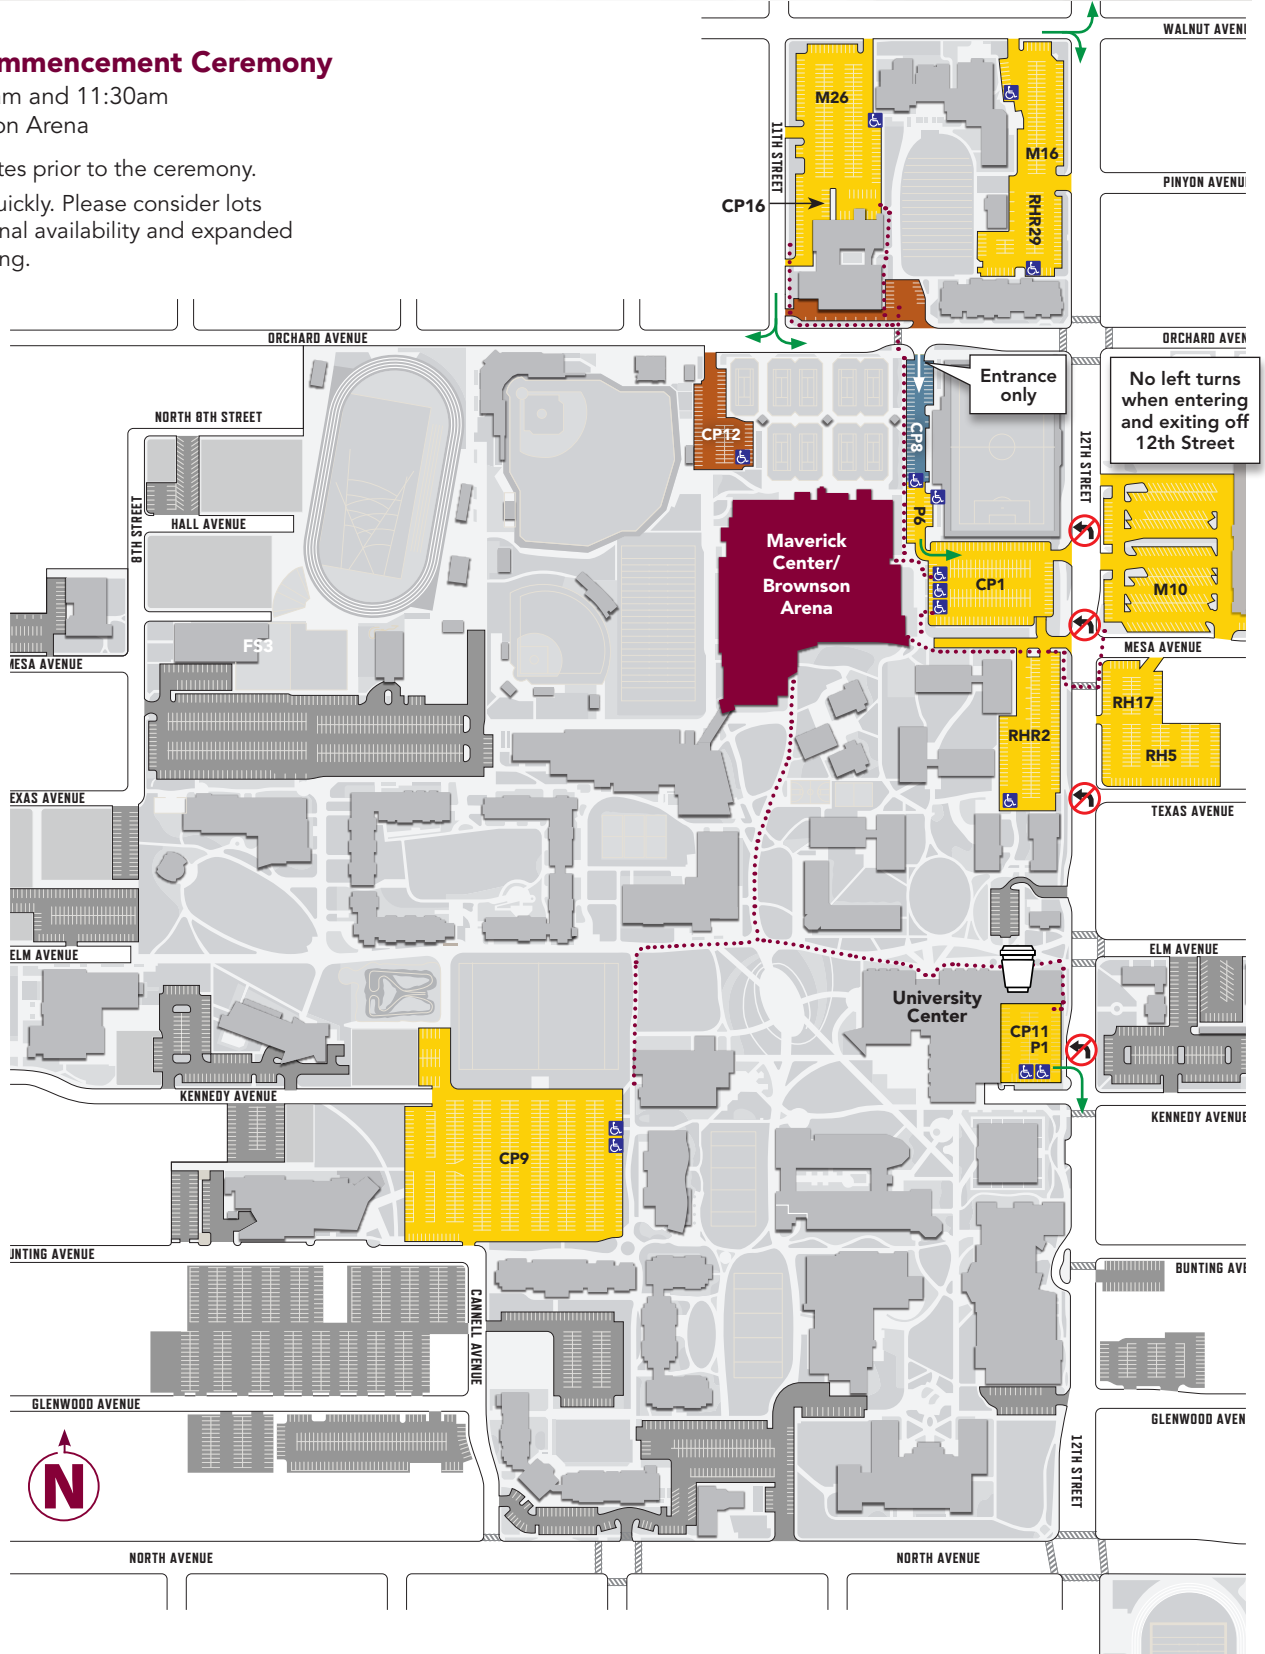 mmencement Ceremony
am and 11:30am
on Arena
tes prior to the ceremony.
uickly. Please consider lots
nal availability and expanded
ng.
WALNUT AVENU
M26
11TH STREET
M16
CP16
RHR29
PINYON AVENU
ORCHARD AVENUE
ORCHARD AVEN
Entrance
only
No left turns
when entering
and exiting off
12th Street
NORTH 8TH STREET
CP12
CP8
12TH STREET
8TH STREET
HALL AVENUE
P6
Maverick
Center/
Brownson
Arena
CP1
M10
FS3
MESA AVENUE
MESA AVENUE
RH17
RHR2
RH5
EXAS AVENUE
TEXAS AVENUE
ELM AVENUE
ELM AVENUE
University
Center
CP11
P1
KENNEDY AVENUE
KENNEDY AVENUE
CP9
UNTING AVENUE
BUNTING AVE
CANNELL AVENUE
GLENWOOD AVENUE
GLENWOOD AVEN
12TH STREET
N
NORTH AVENUE
NORTH AVENUE